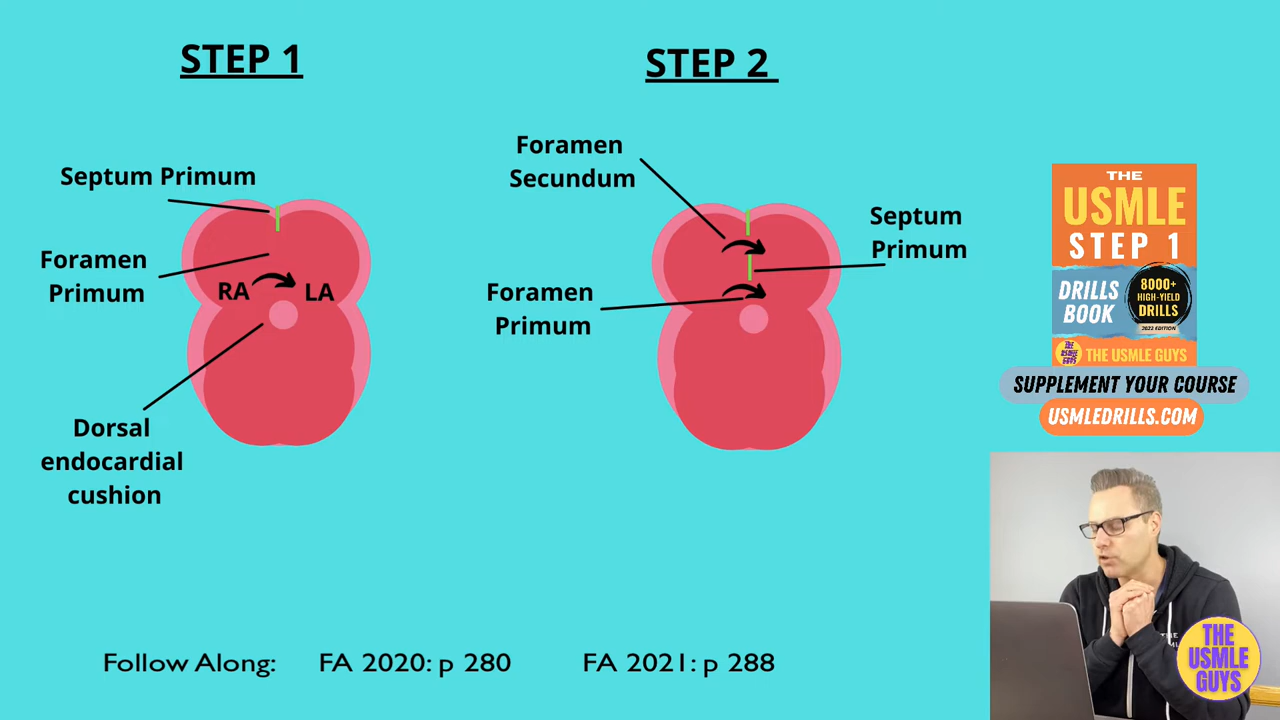 STEP 1
Septum Primum
Foramen
Primum
RA
LA
Dorsal
endocardial
cushion
STEP 2
Foramen
Secundum
Septum
Primum
Foramen
Primum
THE
USMLE
STEP 1
DRILLS
BOOK
8000+
HIGH-YIELD
DRILLS
2022 EDITION
THE USMLE GUYS
SUPPLEMENT YOUR COURSE
USMLEDRILLS.COM
THE
USMLE
GUYS
Follow Along: FA 2020: p 280 FA 2021: p 288